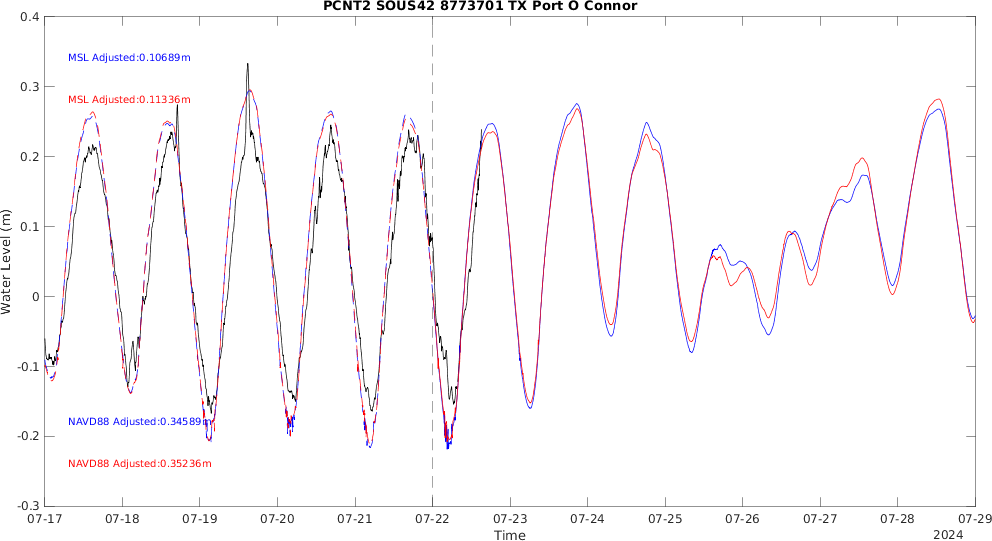 PCNT2 SOUS42 8773701 TX Port O Connor
0.4
MSL Adjusted:0.10689m
0.3
MSL Adjusted:0.11336m
0.2
0.1
Water Level (m)
0
-0.1
-0.2
NAVD88 Adjusted:0.34589m
NAVD88 Adjusted:0.35236m
-0.3
07-17 07-18 07-19 07-20 07-21 07-22 07-23 07-24 07-25 07-26 07-27 07-28 07-29
Time
2024